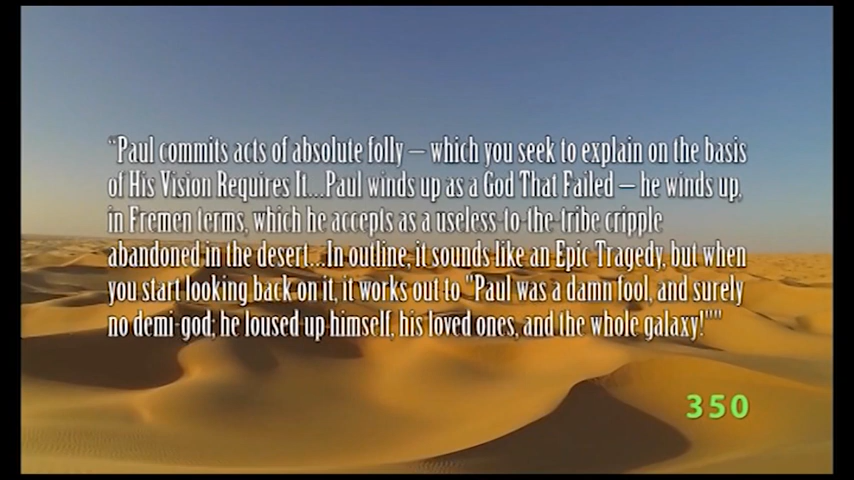 “Paul commits acts of absolute folly – which you seek to explain on the basis
of His Vision Requires It...Paul winds up as a God That Failed – he winds up,
in Fremen terms, which he accepts as a useless-to-the-tribe cripple
abandoned in the desert...In outline, it sounds like an Epic Tragedy, but when
you start looking back on it, it works out to "Paul was a damn fool, and surely
no demi-god; he loused up himself, his loved ones, and the whole galaxy!""
350